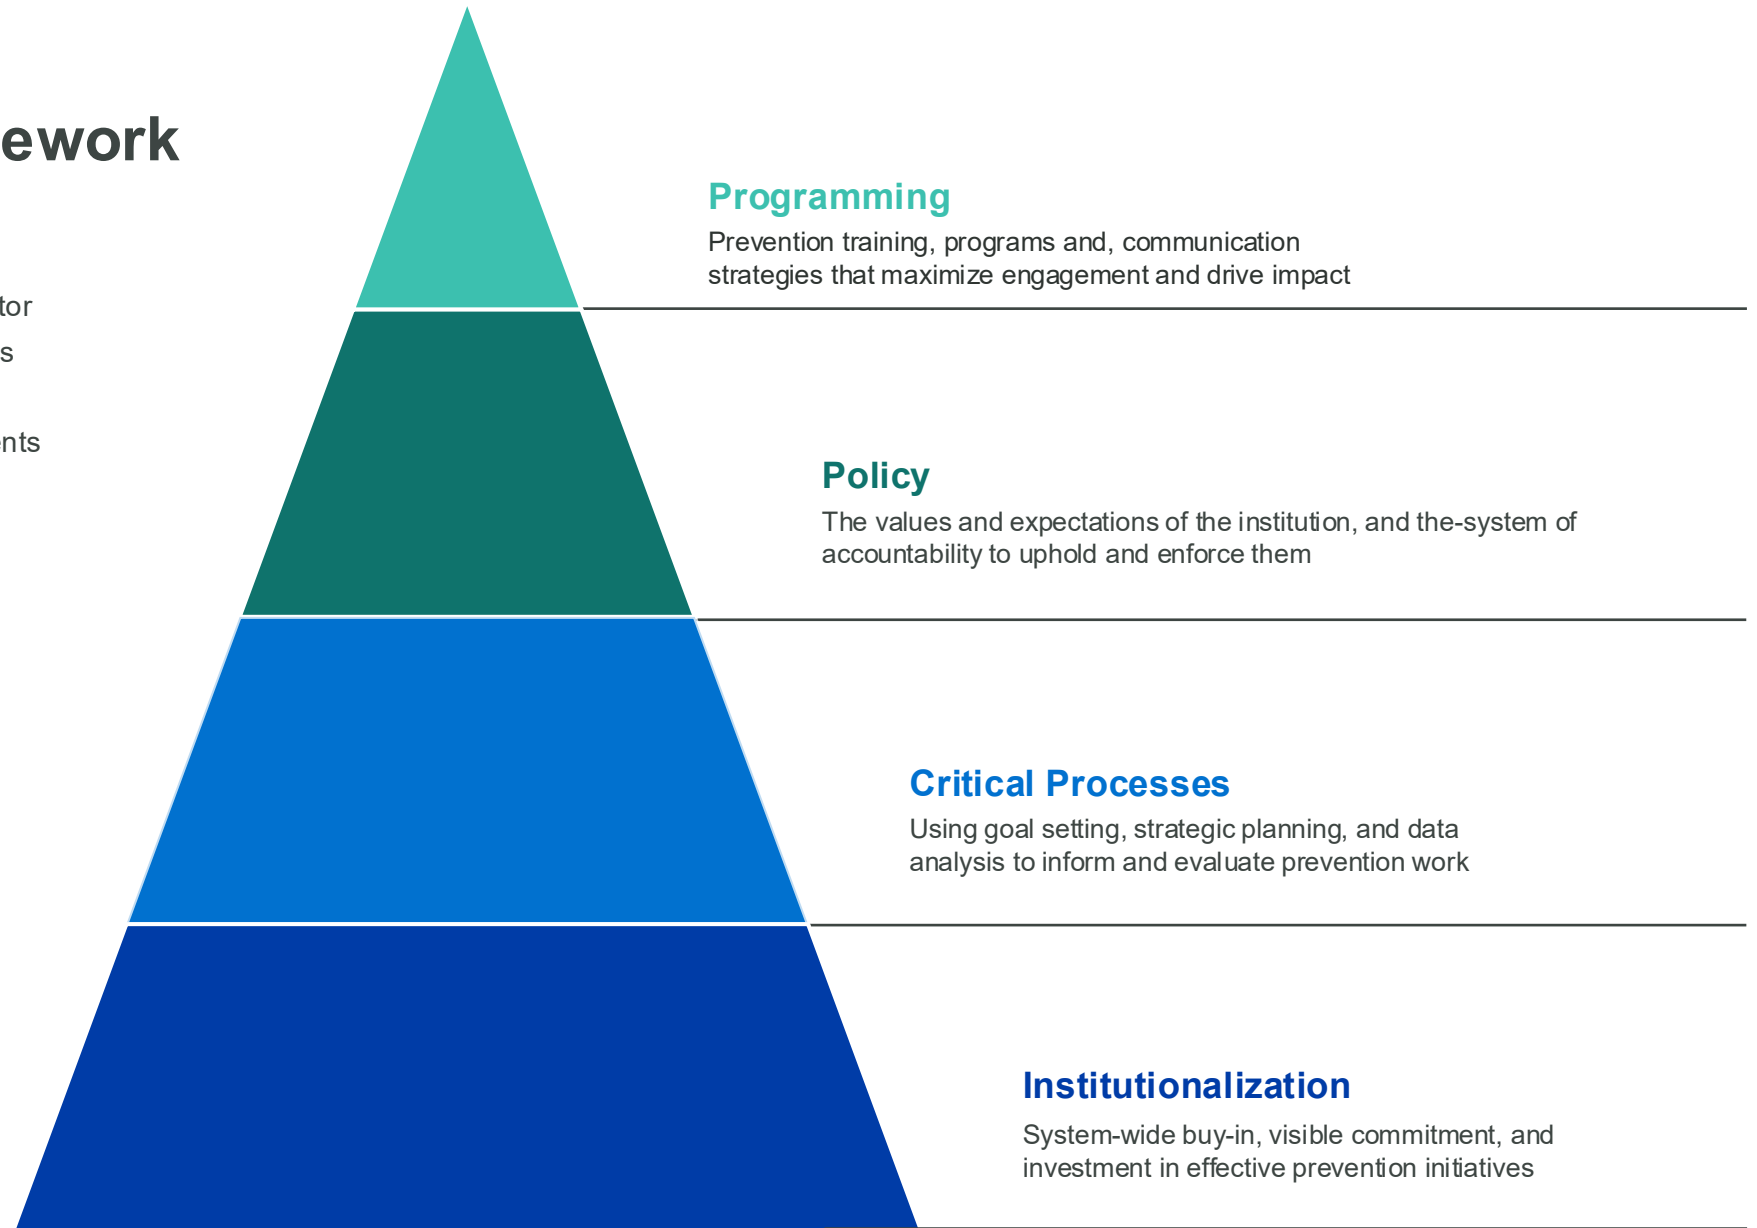 ework
tor
s
ents
Programming
Prevention training, programs and, communication
strategies that maximize engagement and drive impact
Policy
The values and expectations of the institution, and the-system of
accountability to uphold and enforce them
Critical Processes
Using goal setting, strategic planning, and data
analysis to inform and evaluate prevention work
Institutionalization
System-wide buy-in, visible commitment, and
investment in effective prevention initiatives